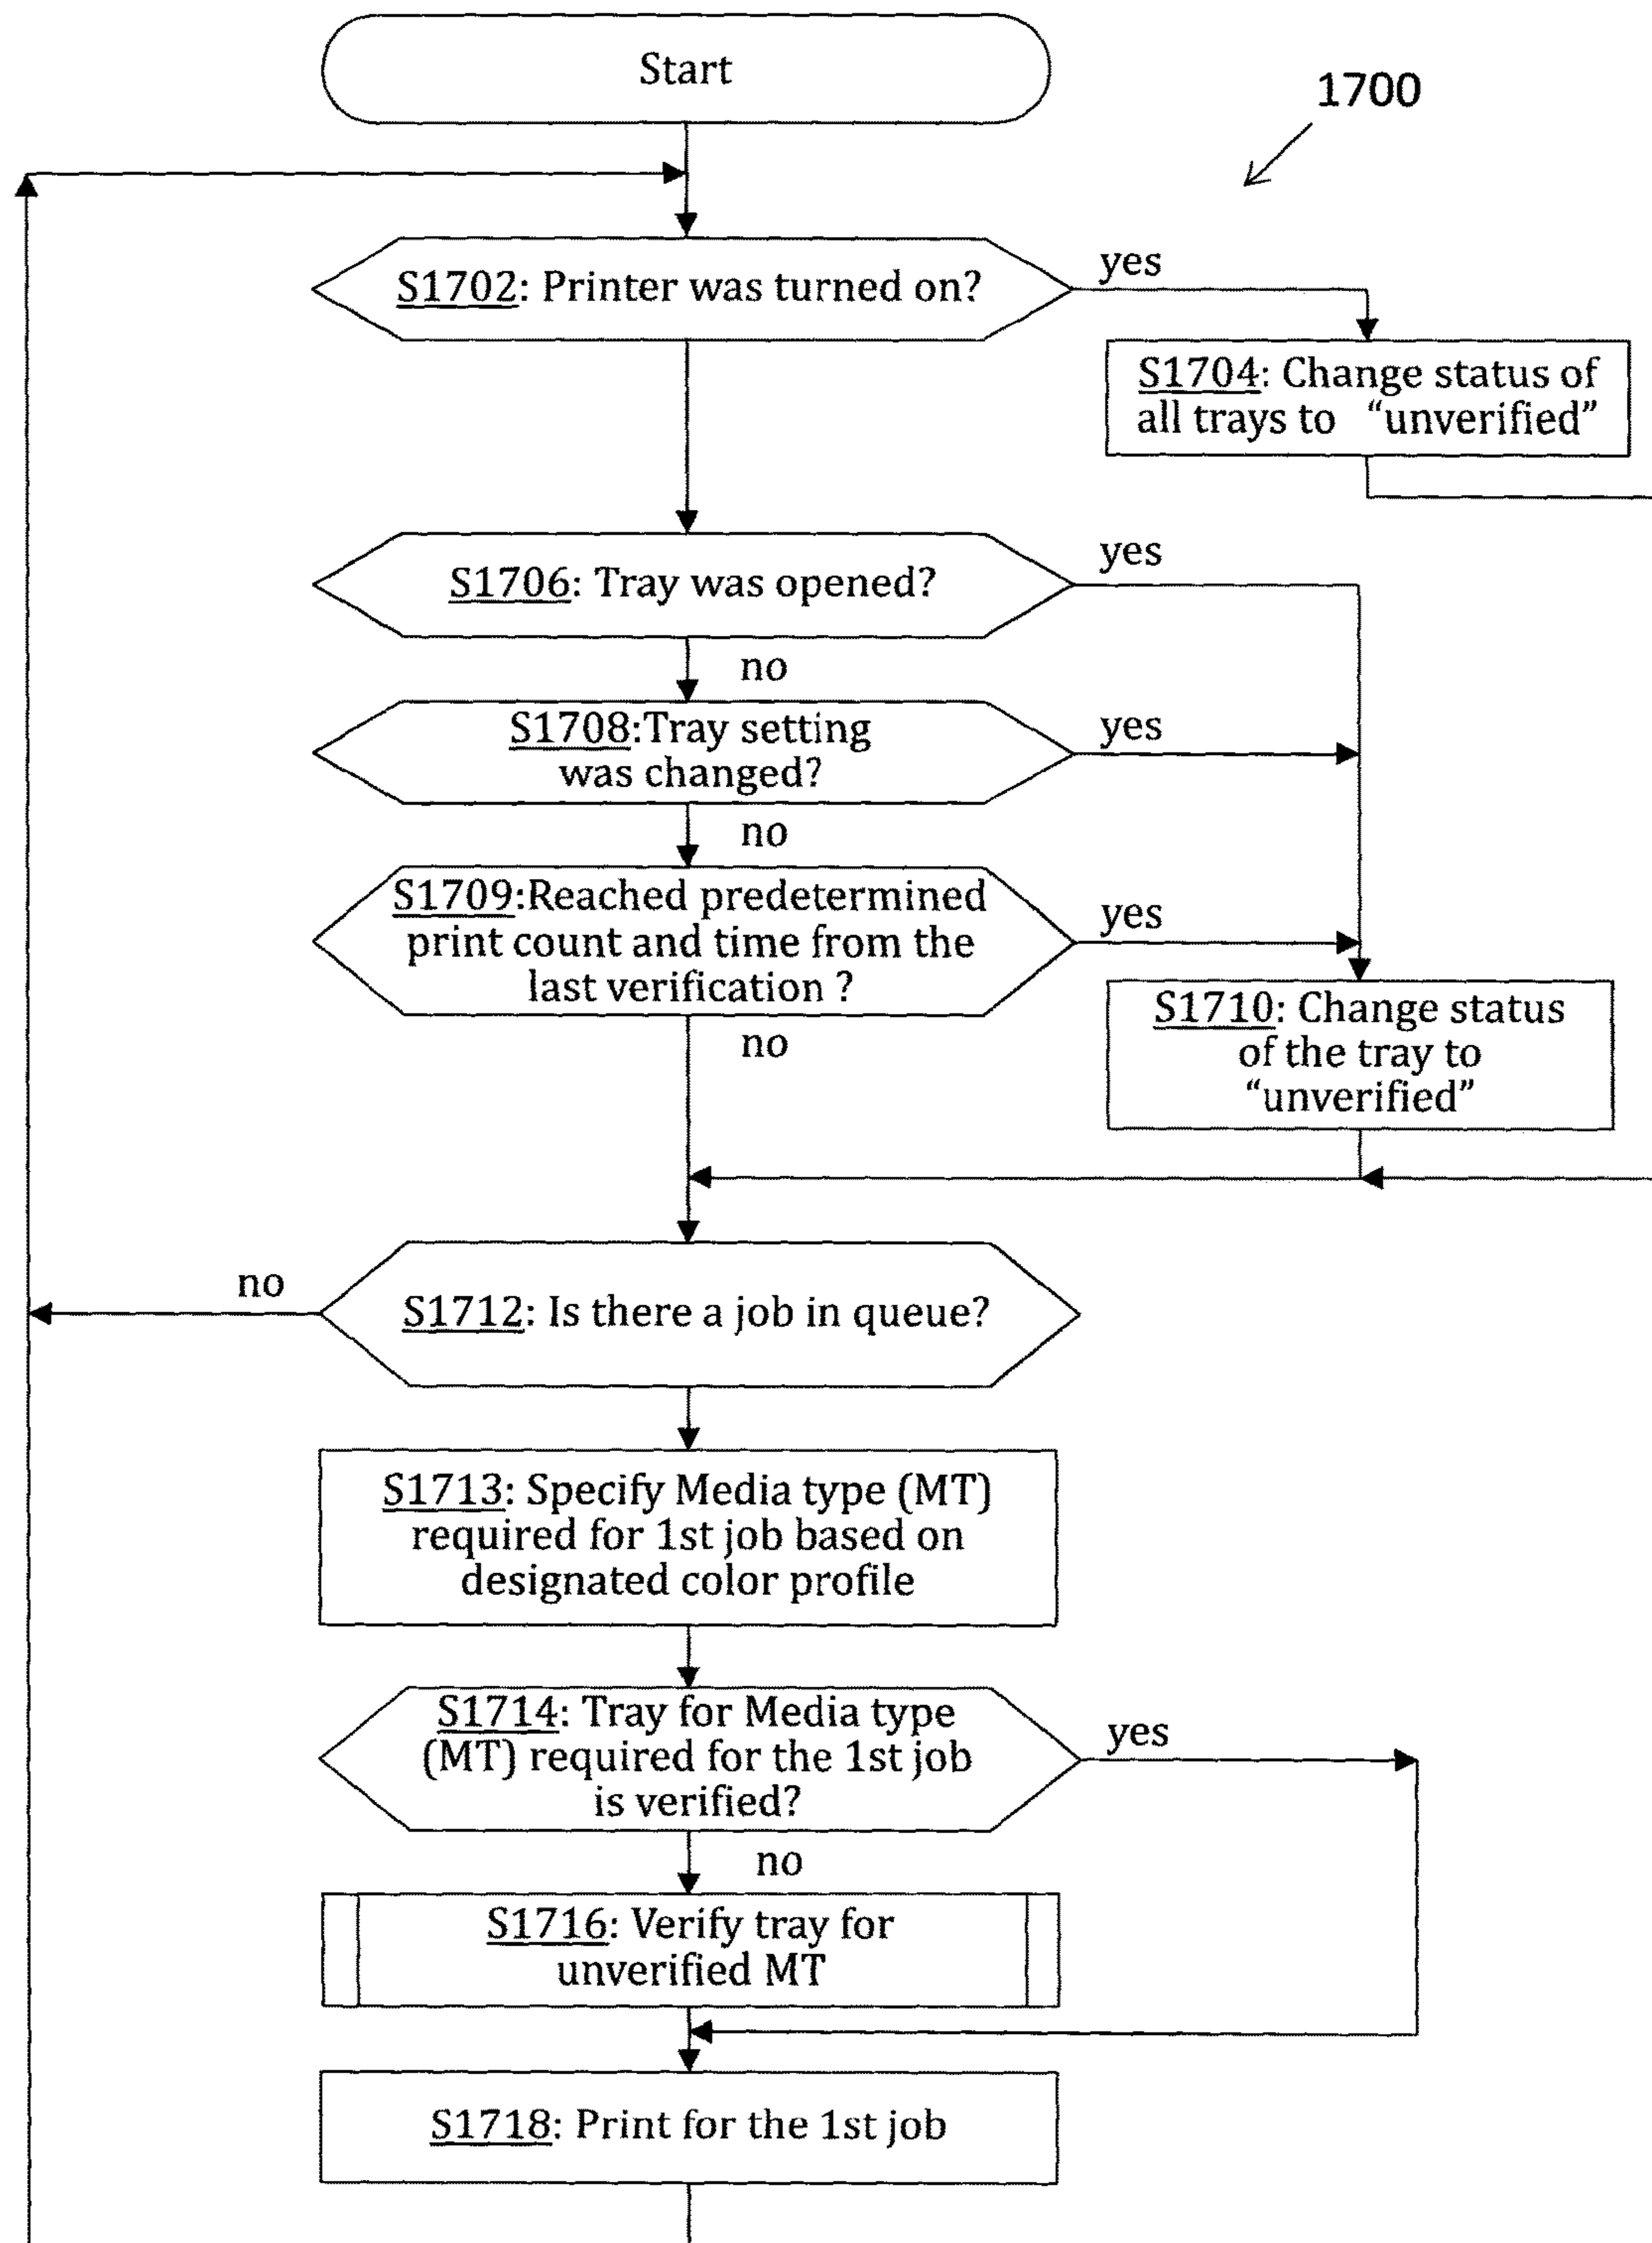 Start
1700
S1702: Printer was turned on?
yes
S1704: Change status of
all trays to “unverified”
S1706: Tray was opened?
yes
no
S1708:Tray setting
was changed?
yes
no
S1709:Reached predetermined
print count and time from the
last verification ?
yes
no
S1710: Change status
of the tray to
“unverified”
no
S1712: Is there a job in queue?
S1713: Specify Media type (MT)
required for 1st job based on
designated color profile
S1714: Tray for Media type
(MT) required for the 1st job
is verified?
yes
no
S1716: Verify tray for
unverified MT
S1718: Print for the 1st job